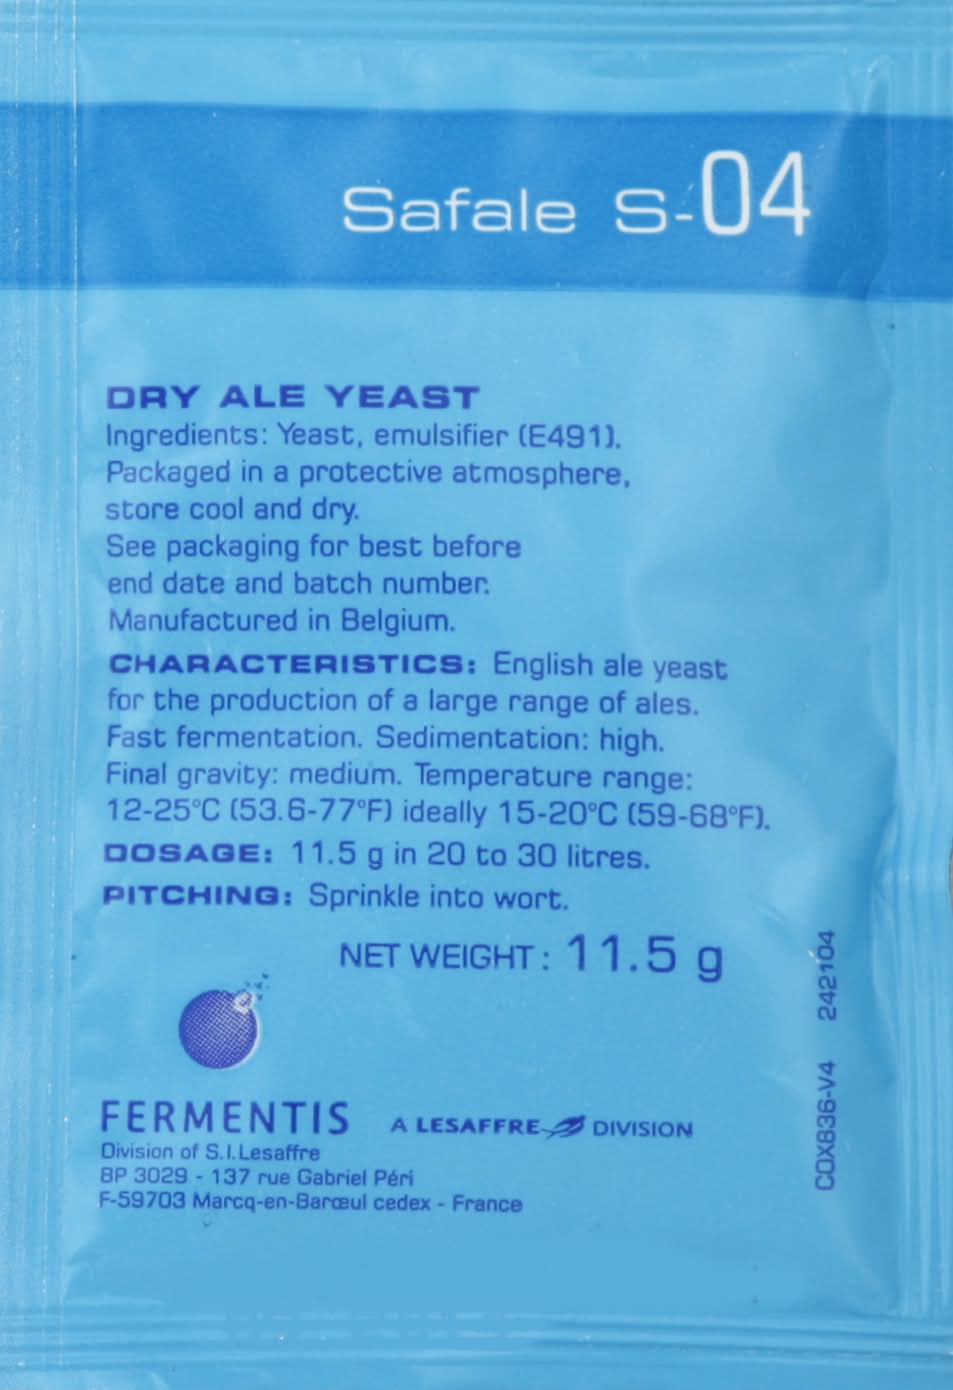 Safale S-04
DRY ALE YEAST
Ingredients: Yeast, emulsifier (E491).
Packaged in a protective atmosphere,
store cool and dry.
See packaging for best before
end date and batch number.
Manufactured in Belgium.
CHARACTERISTICS: English ale yeast
for the production of a large range of ales.
Fast fermentation. Sedimentation: high.
Final gravity: medium. Temperature range:
12-25°C (53.6-77°F) ideally 15-20°C (59-68°F).
DOSAGE: 11.5 g in 20 to 30 litres.
PITCHING: Sprinkle into wort.
NET WEIGHT : 11.5 g
FERMENTIS
A LESAFFRE DIVISION
Division of S.I.Lesaffre
BP 3029 - 137 rue Gabriel Péri
F-59703 Marcq-en-Barœul cedex - France
COX836-V4 242104